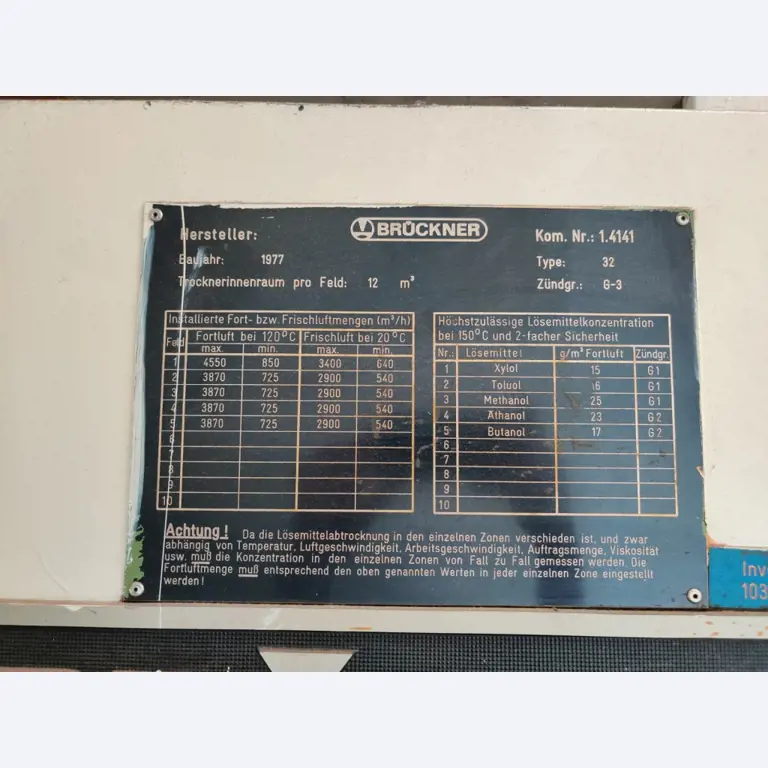 Hersteller: BRÜCKNER Kom. Nr.: 1.4141
Baujahr: 1977 Type: 32
Trocknerinnenraum pro Feld: 12 m³ Zündgr.: G-3
Installierte Fort- bzw. Frischluftmengen (m³/h)
Feld Fortluft bei 120°C Frischluft bei 20°C
max. min. max. min.
1 4550 850 3400 640
2 3870 725 2900 540
3 3870 725 2900 540
4 3870 725 2900 540
5 3870 725 2900 540
6
7
8
9
10
Höchstzulässige Lösemittelkonzentration
bei 150°C und 2-facher Sicherheit
Nr.: Lösemittel g/m³ Fortluft Zündgr.
1 Xylol 15 G1
2 Toluol G1
3 Methanol 25 G1
4 Äthanol 23 G2
5 Butanol 17 G2
6
7
8
9
10
Achtung! Da die Lösemittelabtrocknung in den einzelnen Zonen verschieden ist, und zwar
abhängig von Temperatur, Luftgeschwindigkeit, Arbeitsgeschwindigkeit, Auftragsmenge, Viskosität
usw. muß die Konzentration in den einzelnen Zonen von Fall zu Fall gemessen werden. Die
Fortluftmenge muß entsprechend den oben genannten Werten in jeder einzelnen Zone eingestellt
werden!
Inv
103